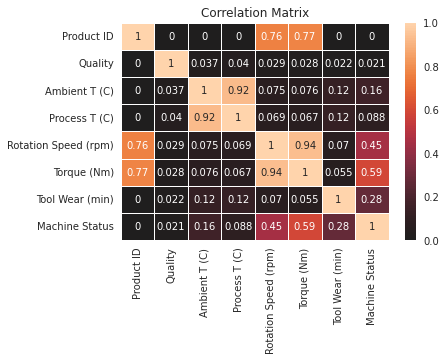 Correlation Matrix
Product ID 1 0 0 0 0.76 0.77 0 0
Quality 0 1 0.037 0.04 0.029 0.028 0.022 0.021
Ambient T (C) 0 0.037 1 0.92 0.075 0.076 0.12 0.16
Process T (C) 0 0.04 0.92 1 0.069 0.067 0.12 0.088
Rotation Speed (rpm) 0.76 0.029 0.075 0.069 1 0.94 0.07 0.45
Torque (Nm) 0.77 0.028 0.076 0.067 0.94 1 0.055 0.59
Tool Wear (min) 0 0.022 0.12 0.12 0.07 0.055 1 0.28
Machine Status 0 0.021 0.16 0.088 0.45 0.59 0.28 1
Product ID
Quality
Ambient T (C)
Process T (C)
Rotation Speed (rpm)
Torque (Nm)
Tool Wear (min)
Machine Status
1.0
0.8
0.6
0.4
0.2
0.0